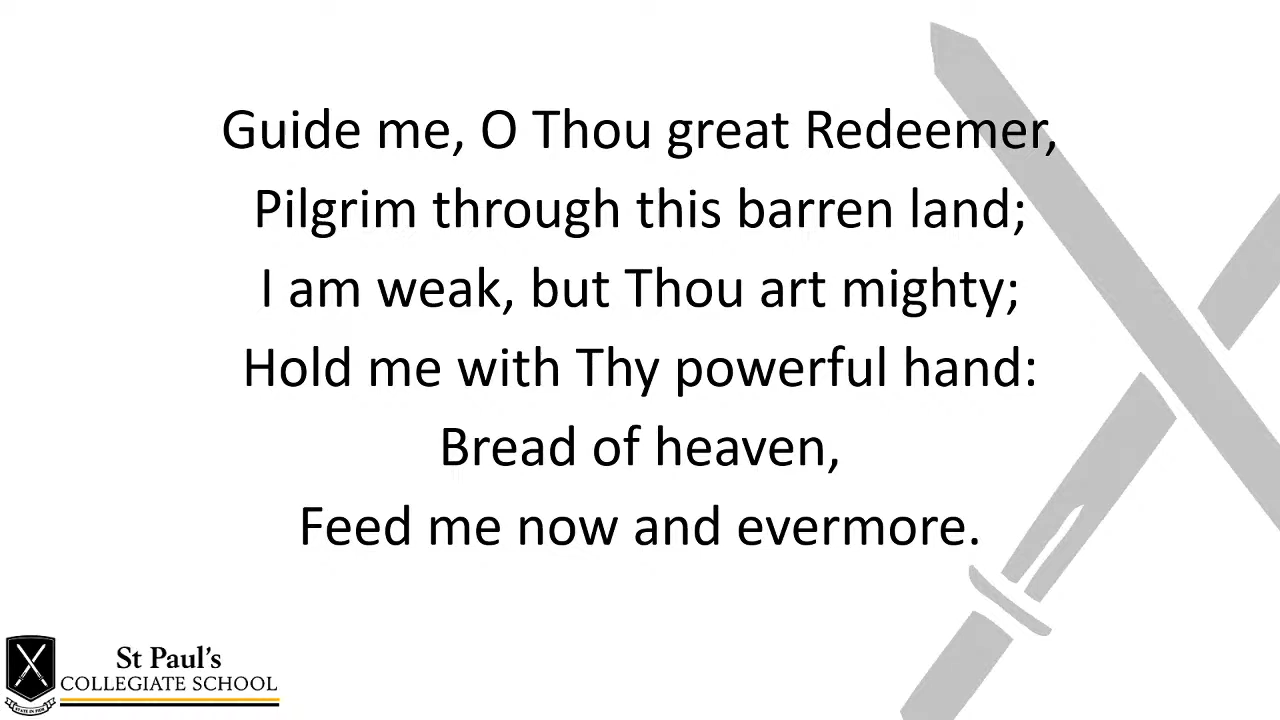 Guide me, O Thou great Redeemer,
Pilgrim through this barren land;
I am weak, but Thou art mighty;
Hold me with Thy powerful hand:
Bread of heaven,
Feed me now and evermore.
St Paul's
COLLEGIATE SCHOOL